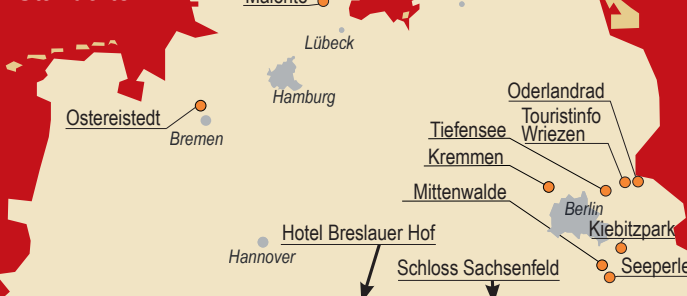 Malente
Lübeck
Hamburg
Oderlandrad
Ostereistedt
Touristinfo
Wriezen
Tiefensee
Bremen
Kremmen
Mittenwalde
Berlin
Kiebitzpark
Hotel Breslauer Hof
Hannover
Schloss Sachsenfeld
Seeperle